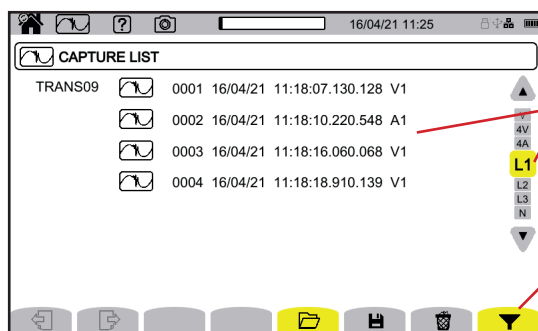 ?
16/04/21 11:25
CAPTURE LIST
TRANS09 0001 16/04/21 11:18:07.130.128 V1
0002 16/04/21 11:18:10.220.548 A1
0003 16/04/21 11:18:16.060.068 V1
0004 16/04/21 11:18:18.910.139 V1
4V
4A
L1
L2
L3
N